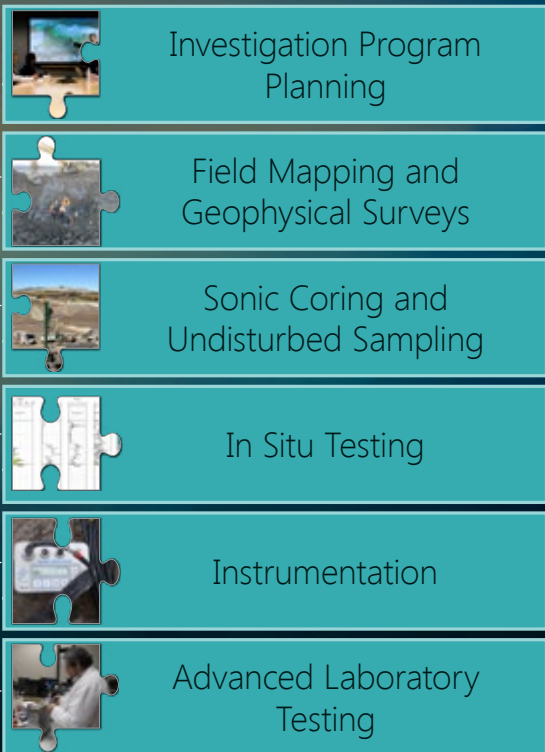 Investigation Program
Planning
Field Mapping and
Geophysical Surveys
Sonic Coring and
Undisturbed Sampling
In Situ Testing
Instrumentation
Advanced Laboratory
Testing